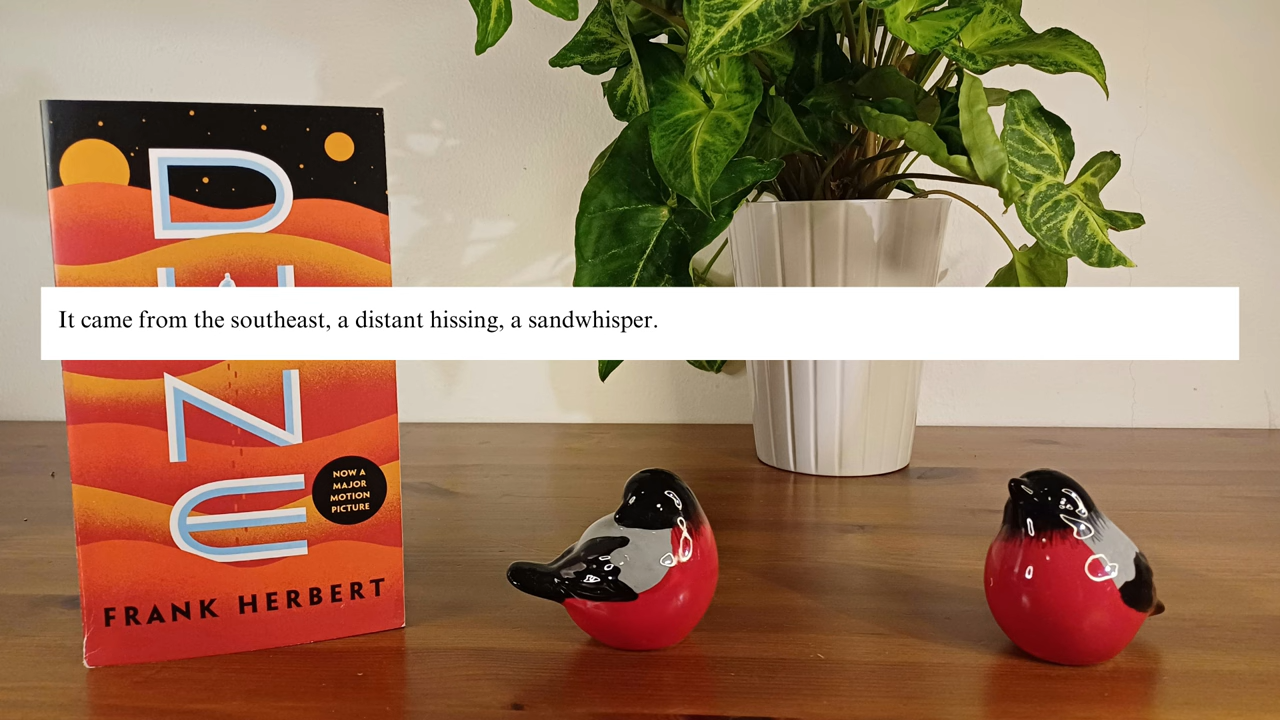 DUNE
It came from the southeast, a distant hissing, a sandwhisper.
NOW A
MAJOR
MOTION
PICTURE
FRANK HERBERT